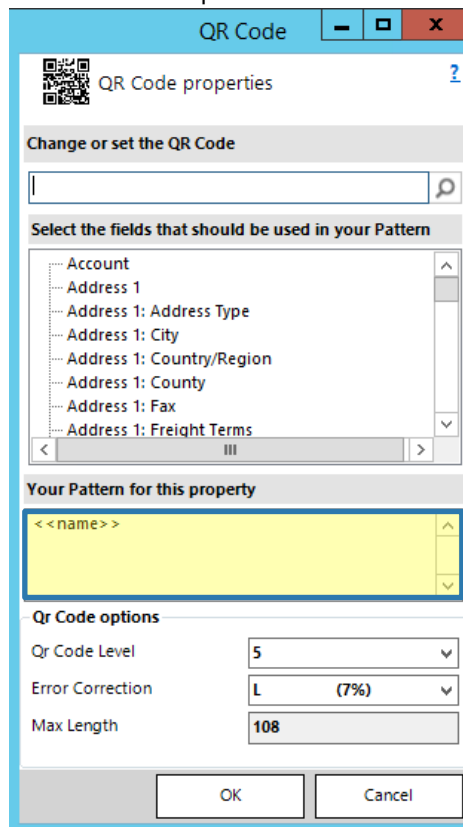 QR Code
QR Code properties
?
Change or set the QR Code
Select the fields that should be used in your Pattern
Account
Address 1
Address 1: Address Type
Address 1: City
Address 1: Country/Region
Address 1: County
Address 1: Fax
Address 1: Freight Terms
Your Pattern for this property
<<name>>
Qr Code options
Qr Code Level 5
Error Correction L (7%)
Max Length 108
OK Cancel